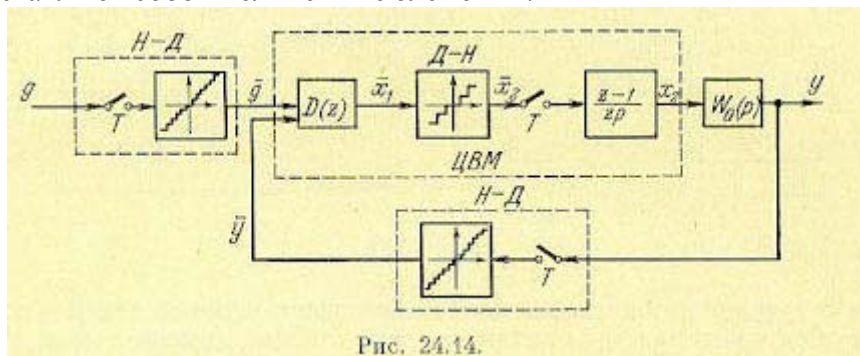 Н-Д
g
T
ḡ
D(z)
x̄₁
Д-Н
x̄₂
T
z-1
zp
x₂
W₀(p)
y
ЦВМ
Н-Д
ȳ
T
Рис. 24.14.